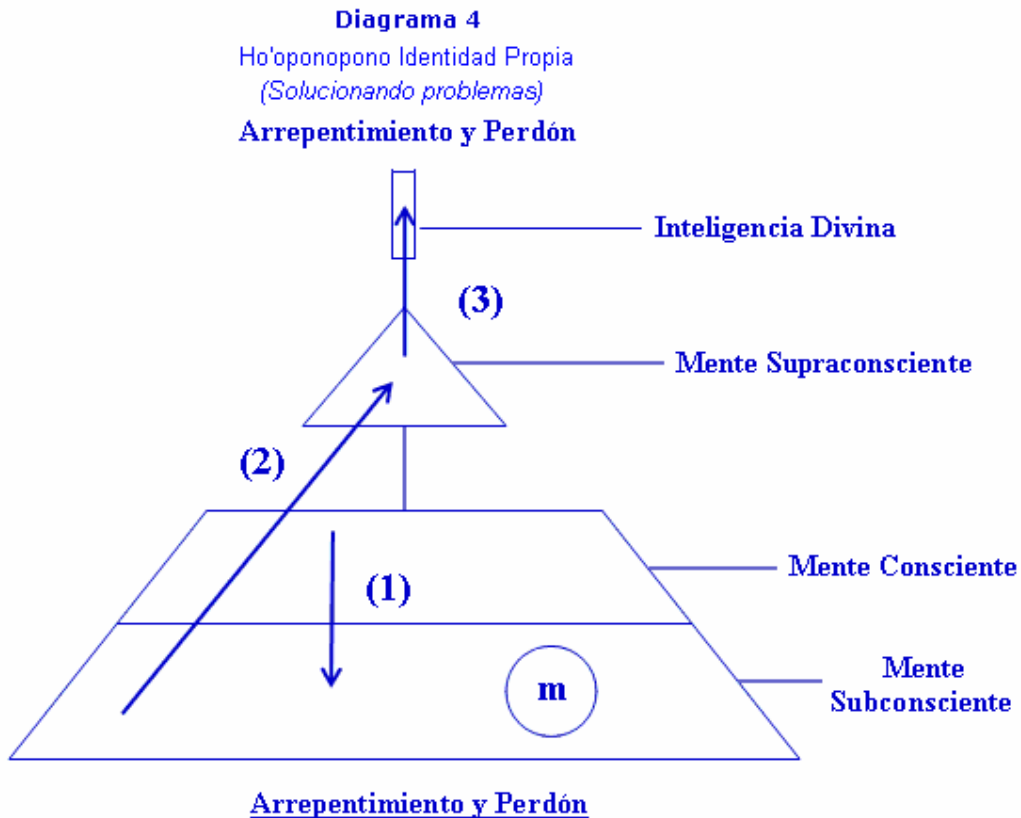 Diagrama 4
Ho'oponopono Identidad Propia
(Solucionando problemas)
Arrepentimiento y Perdón
Inteligencia Divina
(3)
Mente Supraconsciente
(2)
Mente Consciente
(1)
Mente
Subconsciente
m
Arrepentimiento y Perdón